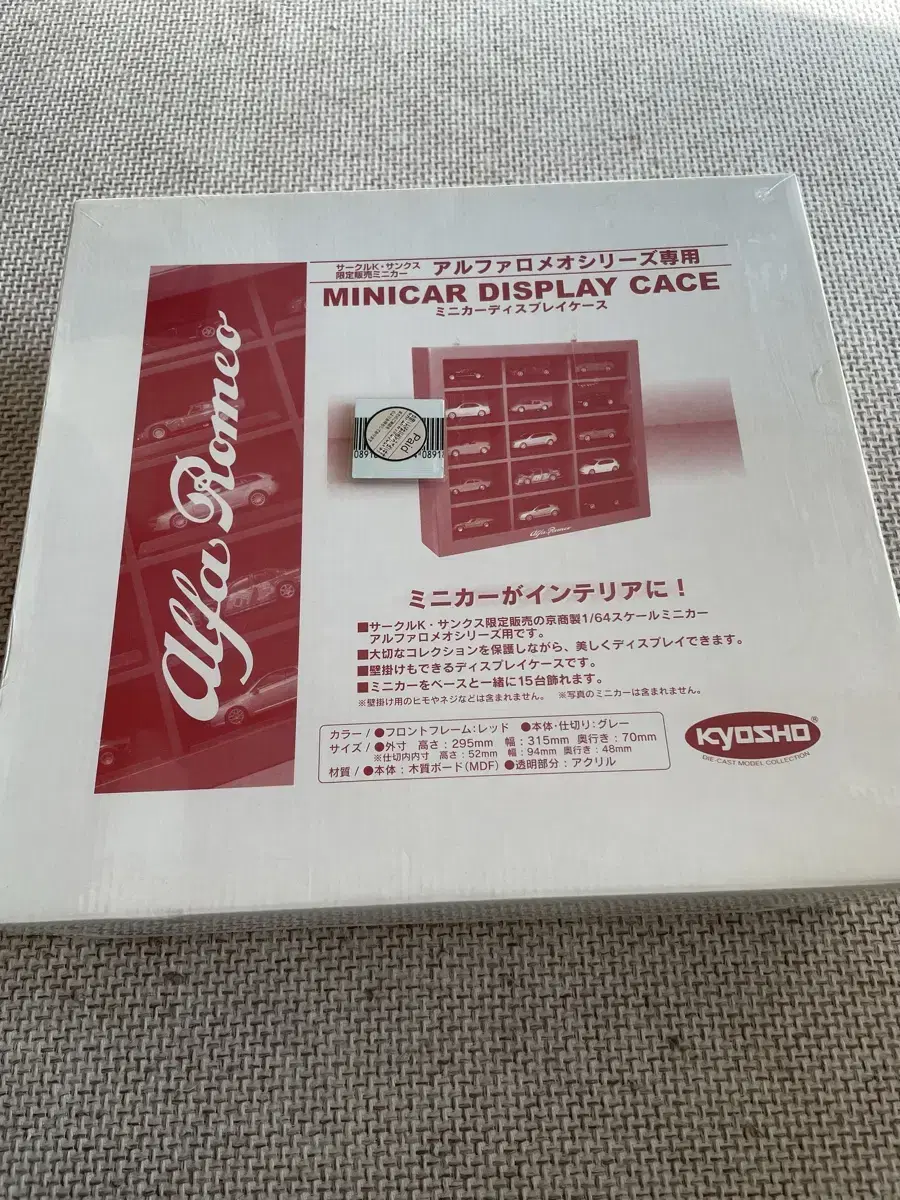 サークルK・サンクス
限定販売ミニカー
アルファロメオシリーズ専用
MINICAR DISPLAY CACE
ミニカーディスプレイケース
Alfa Romeo
Paid
Alfa Romeo
ミニカーがインテリアに!
■サークルK・サンクス限定販売の京商製1/64スケールミニカー
アルファロメオシリーズ用です。
■大切なコレクションを保護しながら、美しくディスプレイできます。
■壁掛けもできるディスプレイケースです。
■ミニカーをベースと一緒に15台飾れます。
※壁掛け用のヒモやネジなどは含まれません。 ※写真のミニカーは含まれません。
カラー/●フロントフレーム:レッド ●本体・仕切り:グレー
サイズ/●外寸 高さ:295mm 幅:315mm 奥行き:70mm
※仕切内内寸 高さ:52mm 幅:94mm 奥行き:48mm
材質/●本体:木質ボード(MDF) ●透明部分:アクリル
KYOSHO®
DIE-CAST MODEL COLLECTION